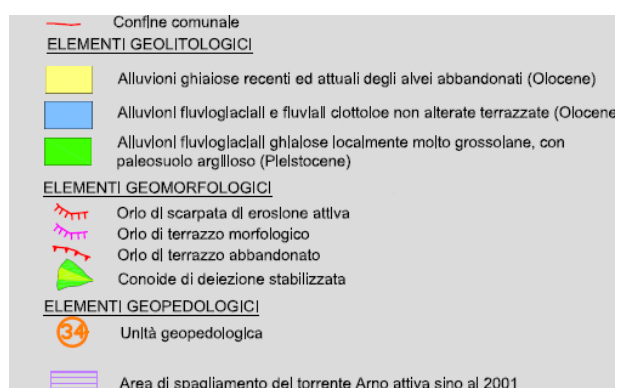 Confine comunale
ELEMENTI GEOLITOLOGICI
Alluvioni ghiaiose recenti ed attuali degli alvei abbandonati (Olocene)
Alluvioni fluvioglaciali e fluviali ciottoloe non alterate terrazzate (Olocene
Alluvioni fluvioglaciali ghiaiose localmente molto grossolane, con
paleosuolo argilloso (Pleistocene)
ELEMENTI GEOMORFOLOGICI
Orlo di scarpata di erosione attiva
Orlo di terrazzo morfologico
Orlo di terrazzo abbandonato
Conoide di deiezione stabilizzata
ELEMENTI GEOPEDOLOGICI
34 Unità geopedologica
Area di spagliamento del torrente Arno attiva sino al 2001